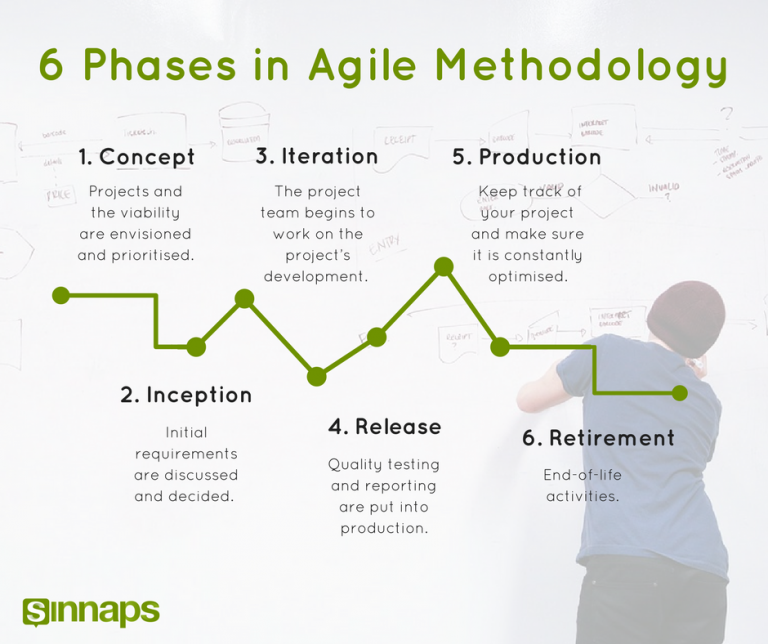 6 Phases in Agile Methodology
1. Concept
Projects and
the viability
are envisioned
and prioritised.
2. Inception
Initial
requirements
are discussed
and decided.
3. Iteration
The project
team begins to
work on the
project's
development.
4. Release
Quality testing
and reporting
are put into
production.
5. Production
Keep track of
your project
and make sure
it is constantly
optimised.
6. Retirement
End-of-life
activities.
PRICE
ENTRY
INVALID
?
?
sinnaps